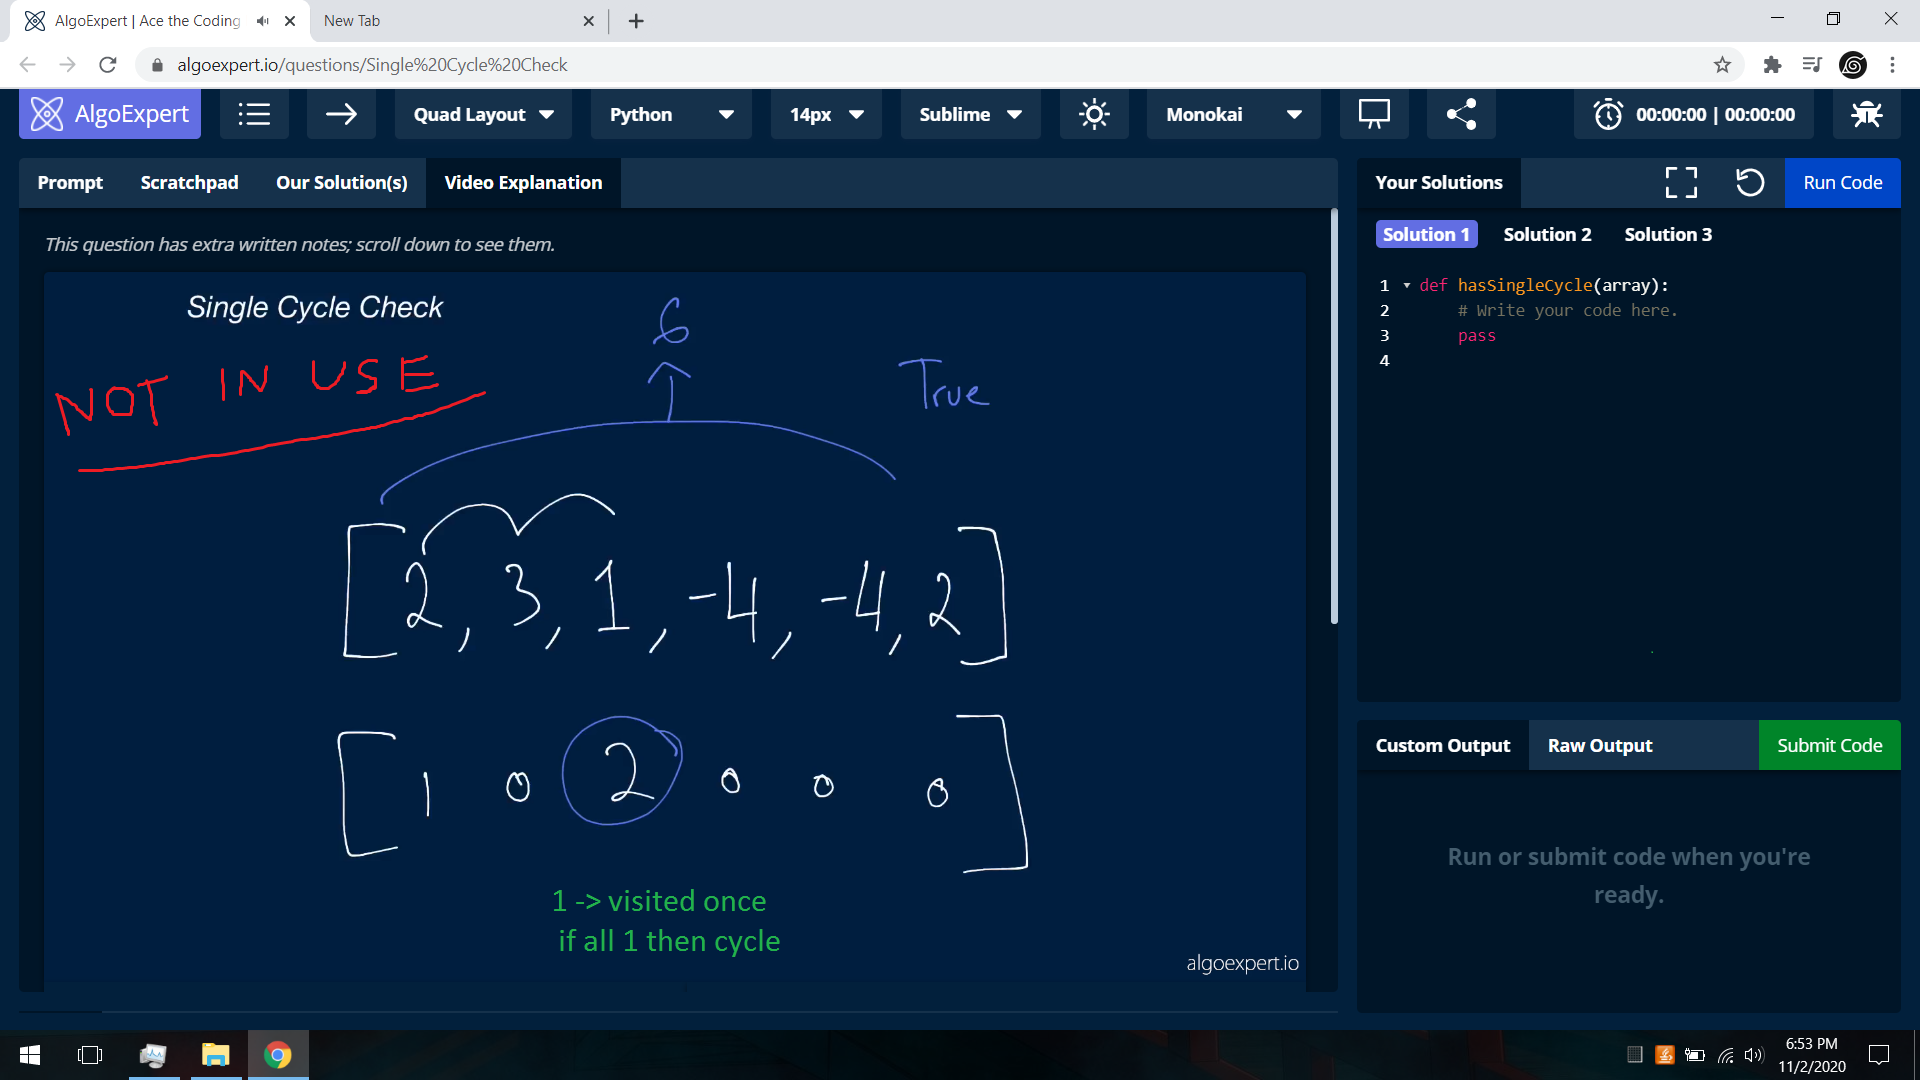 AlgoExpert | Ace the Coding
New Tab
algoexpert.io/questions/Single%20Cycle%20Check
AlgoExpert
Quad Layout
Python
14px
Sublime
Monokai
00:00:00 | 00:00:00
Prompt
Scratchpad
Our Solution(s)
Video Explanation
This question has extra written notes; scroll down to see them.
Single Cycle Check
NOT IN USE
6
True
[2, 3, 1, -4, -4, 2]
[1 0 2 0 0 0]
1 -> visited once
if all 1 then cycle
algoexpert.io
Your Solutions
Run Code
Solution 1
Solution 2
Solution 3
1 def hasSingleCycle(array):
2 # Write your code here.
3 pass
4
Custom Output
Raw Output
Submit Code
Run or submit code when you're
ready.
6:53 PM
11/2/2020